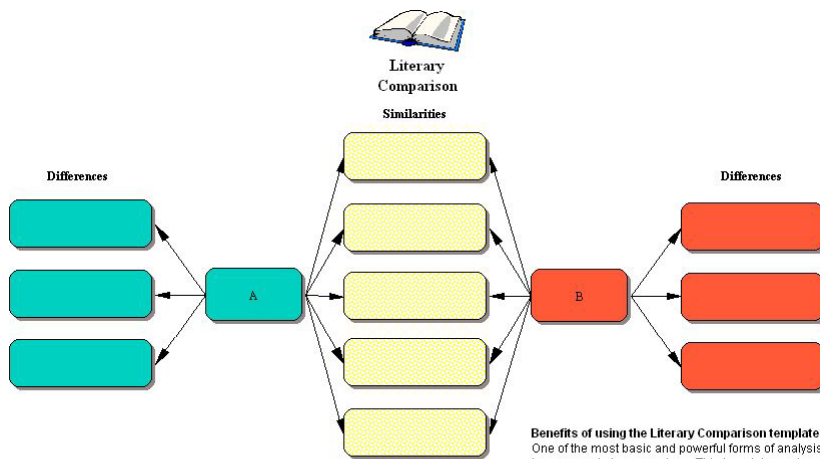 Literary
Comparison
Similarities
Differences
Differences
A
B
Benefits of using the Literary Comparison template
One of the most basic and powerful forms of analysis